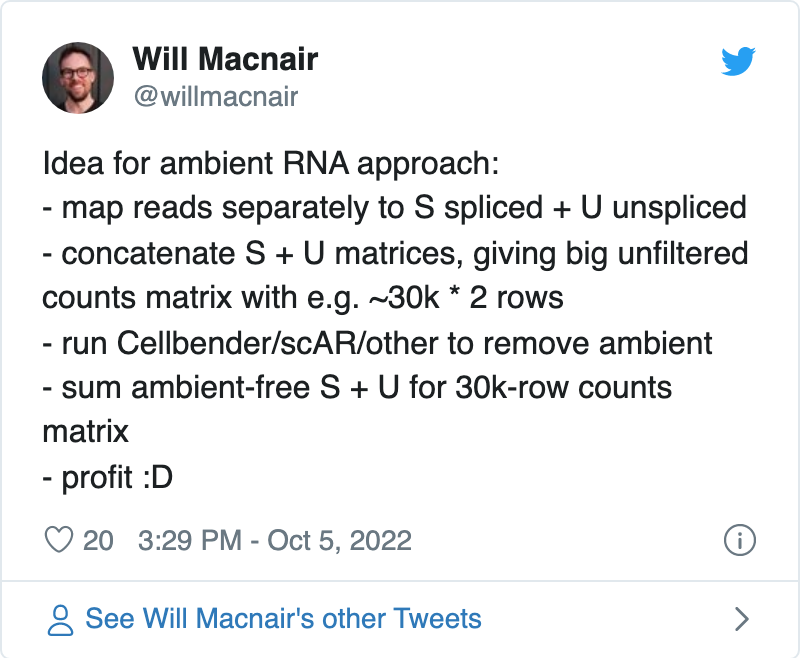 Will Macnair
@willmacnair
Idea for ambient RNA approach:
- map reads separately to S spliced + U unspliced
- concatenate S + U matrices, giving big unfiltered
counts matrix with e.g. ~30k * 2 rows
- run Cellbender/scAR/other to remove ambient
- sum ambient-free S + U for 30k-row counts
matrix
- profit :D
20 3:29 PM - Oct 5, 2022
See Will Macnair's other Tweets